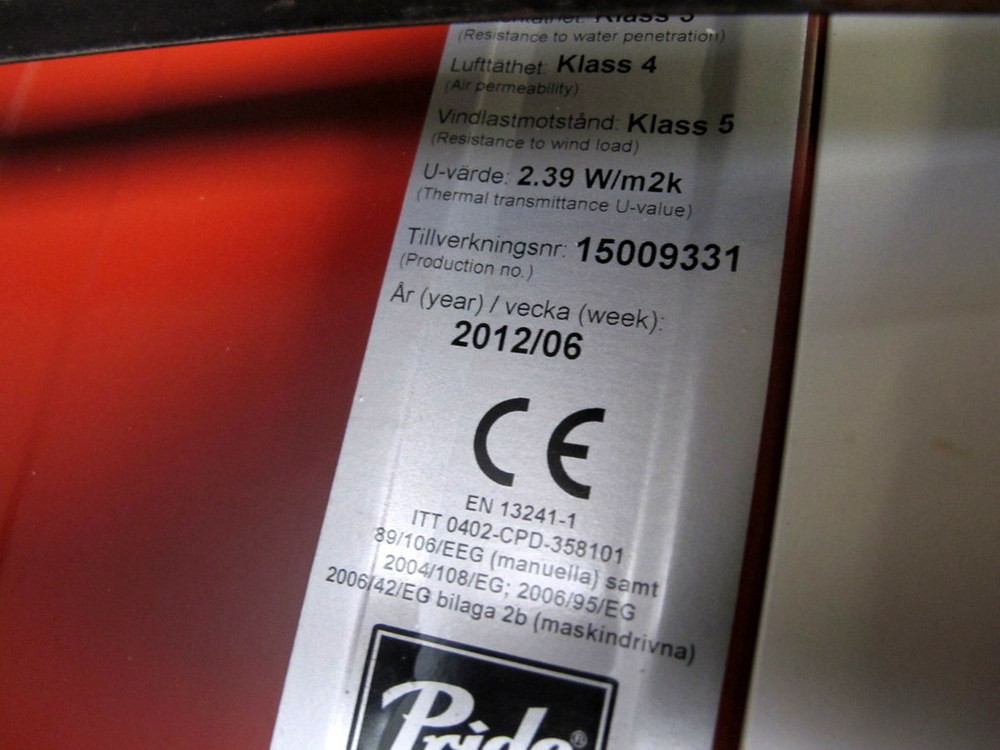 Klass 3
(Resistance to water penetration)
Lufttäthet: Klass 4
(Air permeability)
Vindlastmotstånd: Klass 5
(Resistance to wind load)
U-värde: 2.39 W/m2k
(Thermal transmittance U-value)
Tillverkningsnr: 15009331
(Production no.)
År (year) / vecka (week):
2012/06
CE
EN 13241-1
ITT 0402-CPD-358101
89/106/EEG (manuella) samt
2004/108/EG; 2006/95/EG
2006/42/EG bilaga 2b (maskindrivna)
Pride®